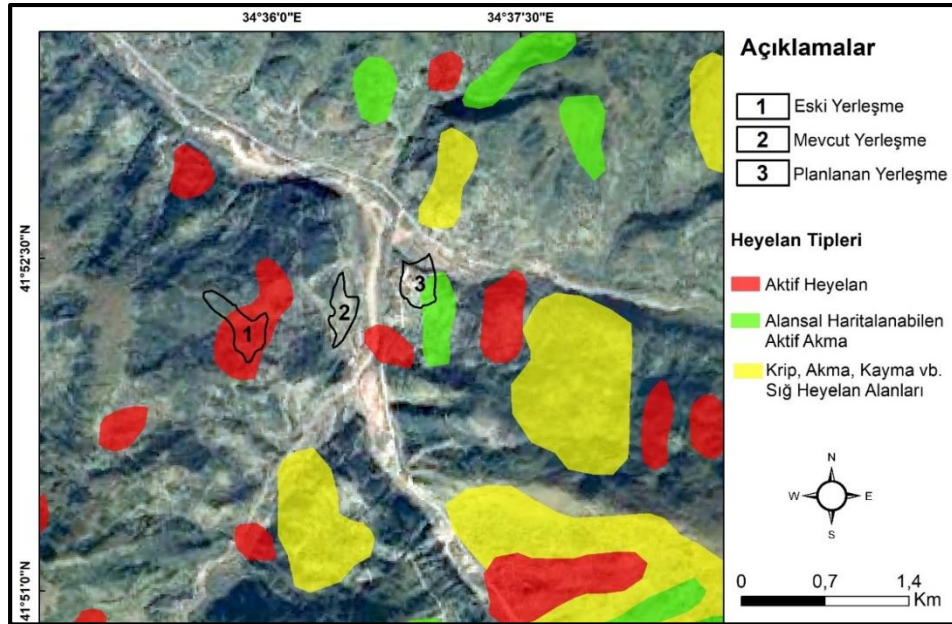 34°36'0"E
34°37'30"E
41°52'30"N
41°51'0"N
1
2
3
Açıklamalar
1 Eski Yerleşme
2 Mevcut Yerleşme
3 Planlanan Yerleşme
Heyelan Tipleri
Aktif Heyelan
Alansal Haritalanabilen
Aktif Akma
Krip, Akma, Kayma vb.
Sığ Heyelan Alanları
N
W E
S
0 0,7 1,4
Km